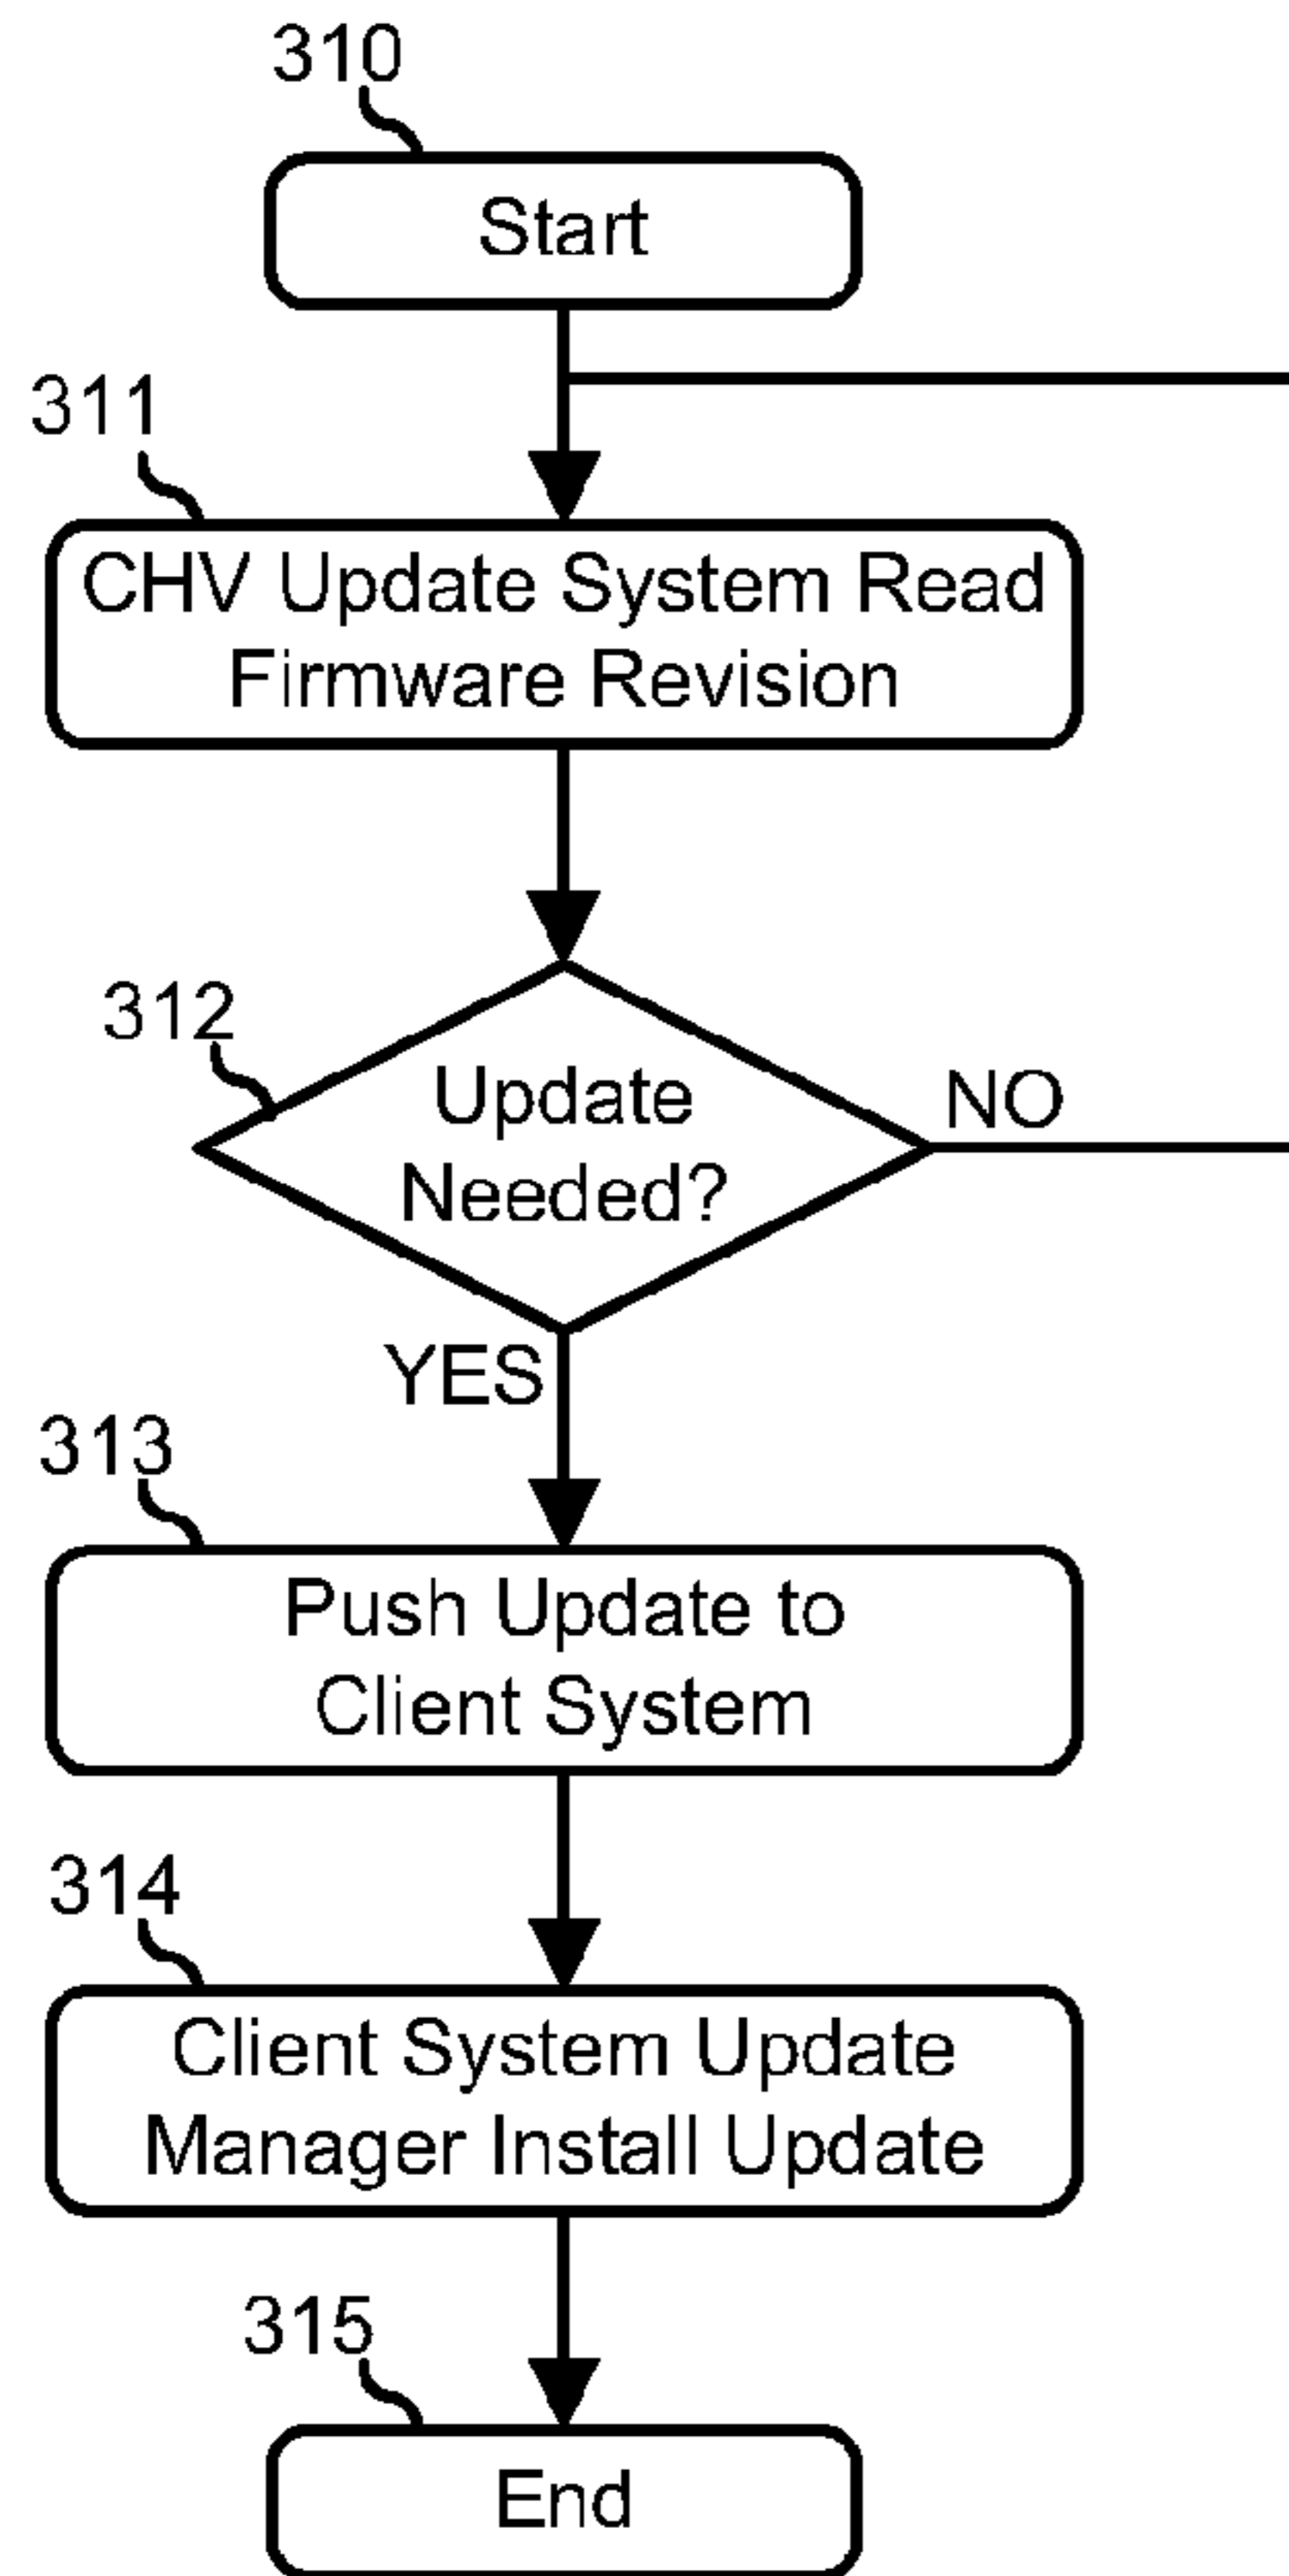 310
Start
311
CHV Update System Read
Firmware Revision
312
Update
Needed?
NO
YES
313
Push Update to
Client System
314
Client System Update
Manager Install Update
315
End